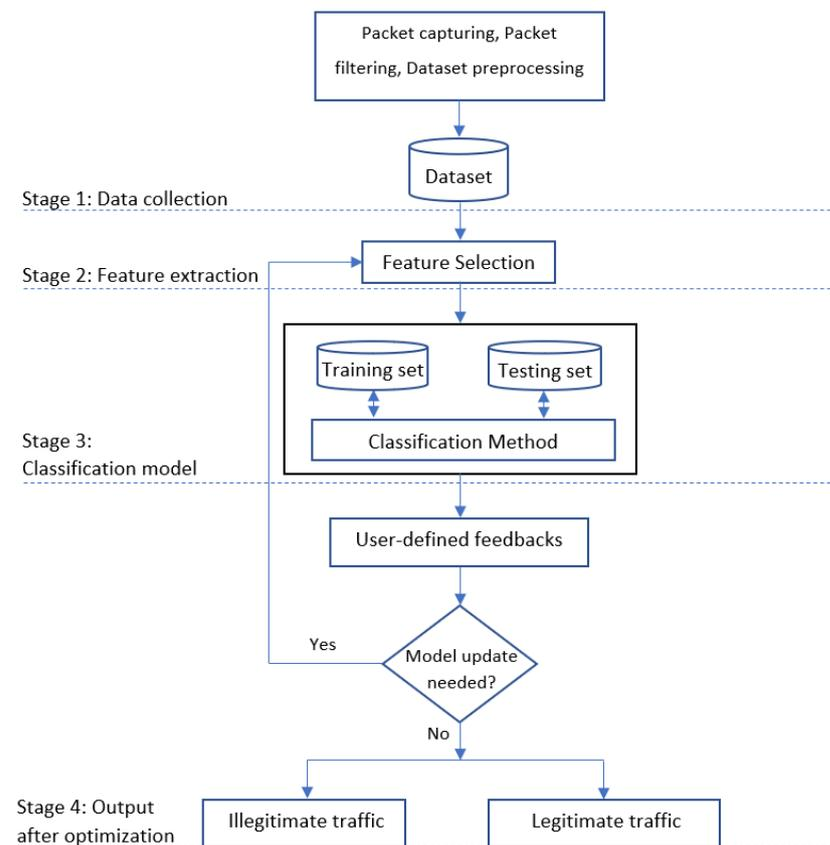 Packet capturing, Packet
filtering, Dataset preprocessing
Dataset
Stage 1: Data collection
Feature Selection
Stage 2: Feature extraction
Training set
Testing set
Classification Method
Stage 3:
Classification model
User-defined feedbacks
Yes
Model update
needed?
No
Stage 4: Output
after optimization
Illegitimate traffic
Legitimate traffic